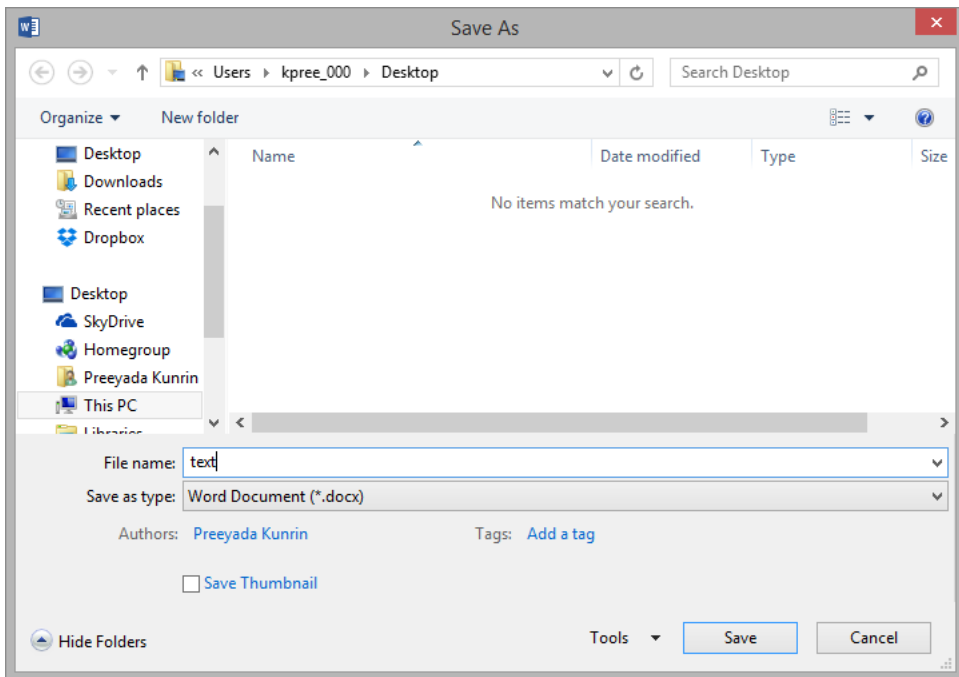 Save As
« Users Kpree_000 Desktop
Search Desktop
Organize
New folder
Desktop
Downloads
Recent places
Dropbox
Desktop
SkyDrive
Homegroup
Preeyada Kunrin
This PC
Libraries
Name
Date modified
Type
Size
No items match your search.
File name: text
Save as type: Word Document (*.docx)
Authors: Preeyada Kunrin
Tags: Add a tag
Save Thumbnail
Hide Folders
Tools
Save
Cancel